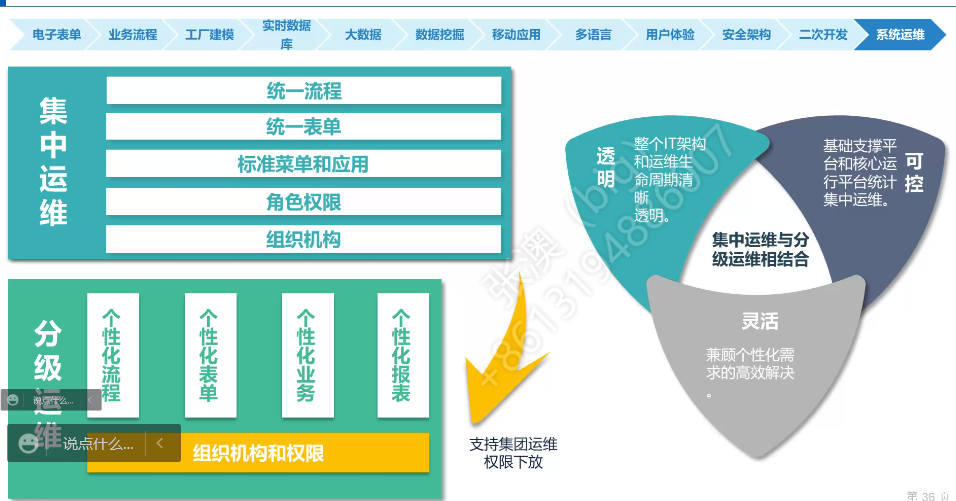 电子表单
业务流程
工厂建模
实时数据
库
大数据
数据挖掘
移动应用
多语言
用户体验
安全架构
二次开发
系统运维
集中运维
统一流程
统一表单
标准菜单和应用
角色权限
组织机构
分级运维
个性化流程
个性化表单
个性化业务
个性化报表
组织机构和权限
说点什么...
说点什么...
支持集团运维
权限下放
透明
整个IT架构
和运维生
命周期清
晰
透明。
可控
基础支撑平
台和核心运
行平台统计
集中运维。
集中运维与分
级运维相结合
灵活
兼顾个性化需
求的高效解决
。
张澳（big）
+8613194876007
第 36 页